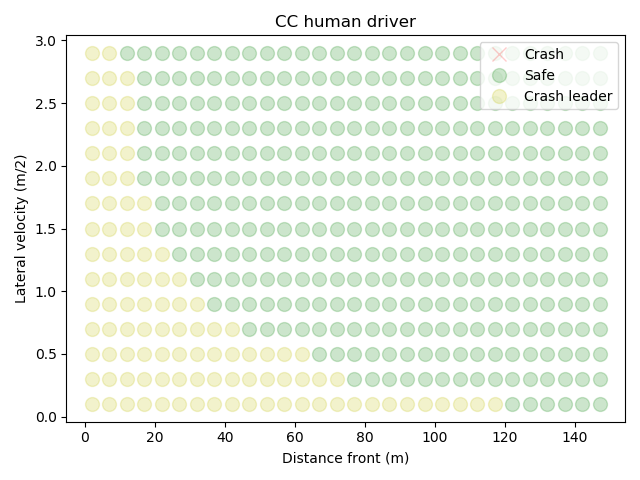 CC human driver
Crash
Safe
Crash leader
Lateral velocity (m/2)
3.0
2.5
2.0
1.5
1.0
0.5
0.0
0 20 40 60 80 100 120 140
Distance front (m)